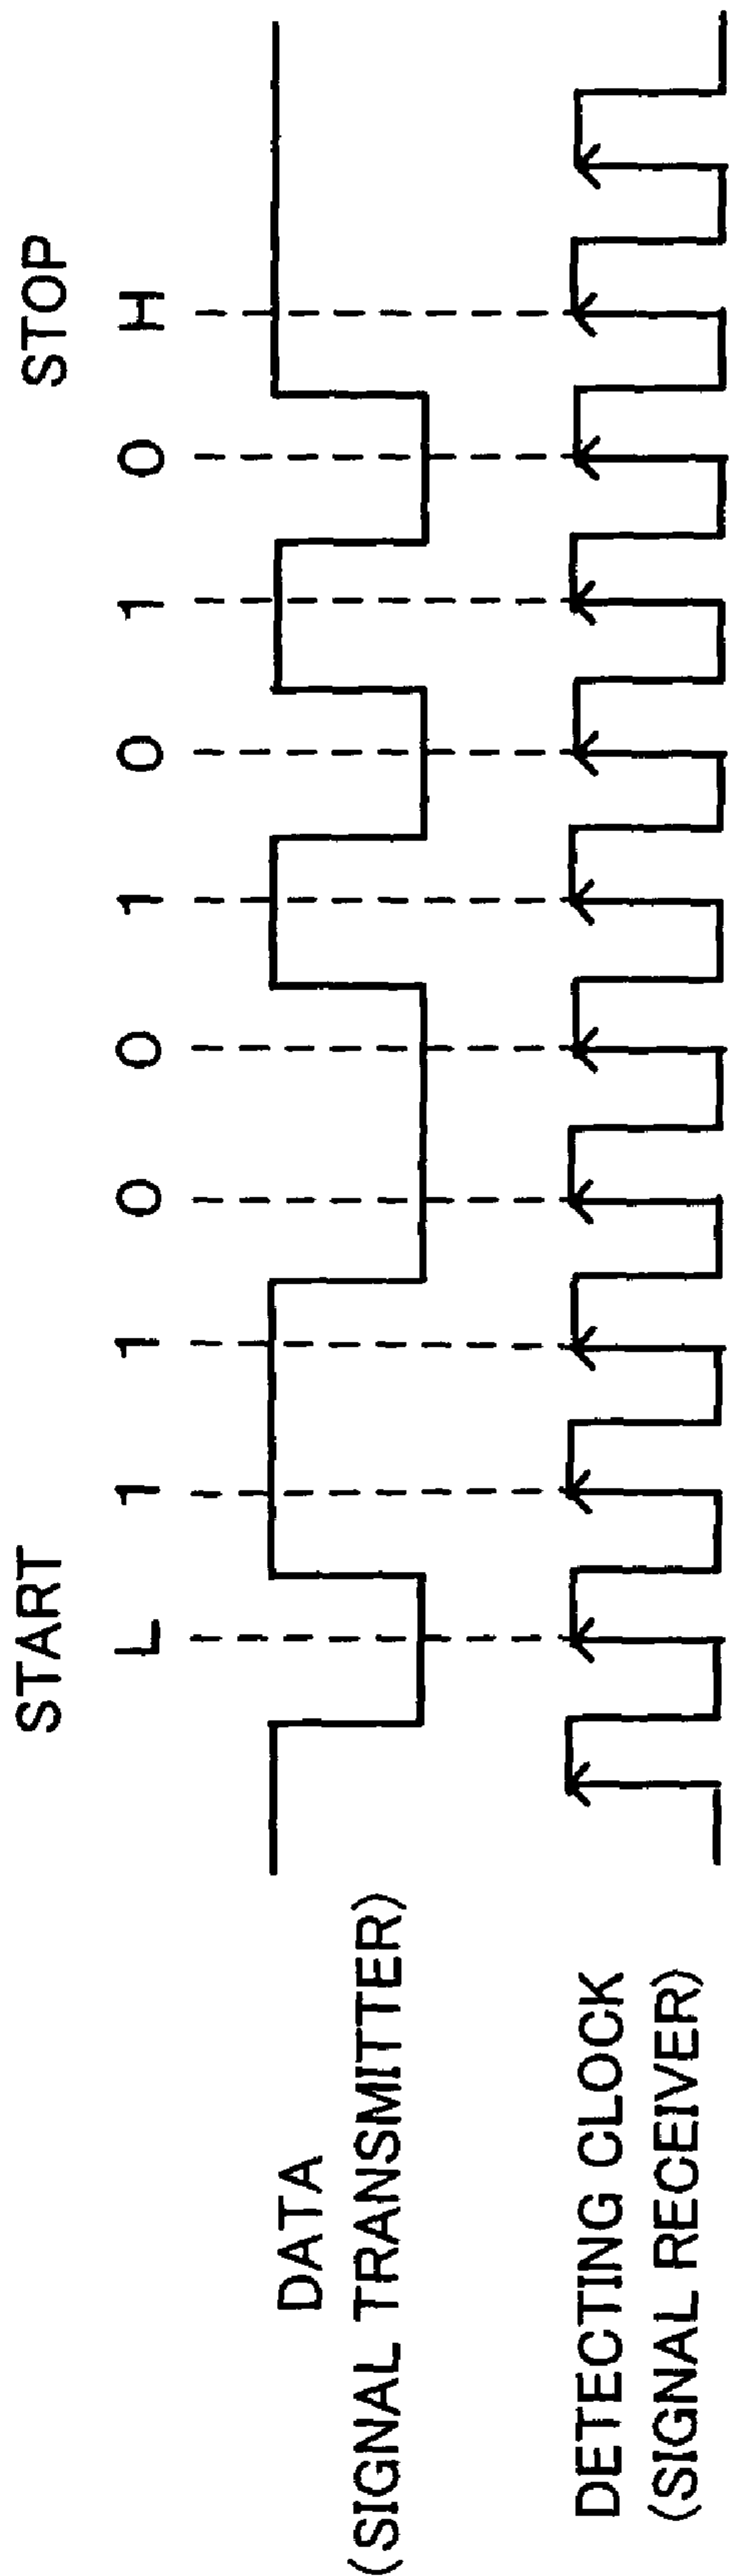 START STOP
L 1 1 0 0 1 0 1 0 H
DATA
(SIGNAL TRANSMITTER)
DETECTING CLOCK
(SIGNAL RECEIVER)